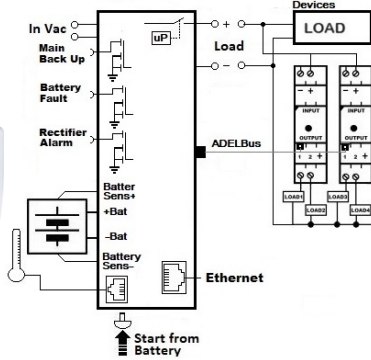 Devices
In Vac
uP
+
Load
−
LOAD
Main
Back Up
Battery
Fault
Rectifier
Alarm
ADELBus
− +
INPUT
OUTPUT
1 2 +
− +
INPUT
OUTPUT
1 2 +
LOAD1
LOAD2
LOAD3
LOAD4
Batter
Sens+
+Bat
–Bat
Battery
Sens–
Ethernet
Start from
Battery